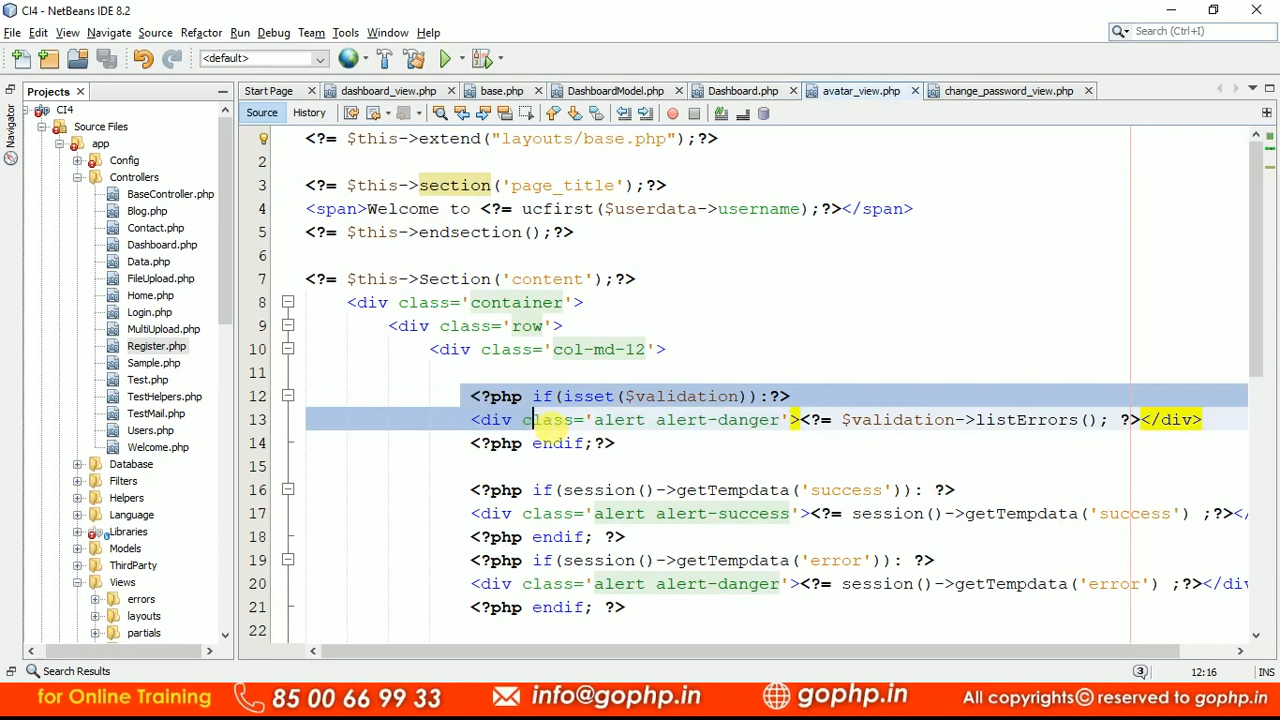 CI4 - NetBeans IDE 8.2
File Edit View Navigate Source Refactor Run Debug Team Tools Window Help
Search (Ctrl+I)
<default>
Projects
Start Page dashboard_view.php base.php DashboardModel.php Dashboard.php avatar_view.php change_password_view.php
Navigator
Source History
CI4
Source Files
app
Config
Controllers
BaseController.php
Blog.php
Contact.php
Dashboard.php
Data.php
FileUpload.php
Home.php
Login.php
MultiUpload.php
Register.php
Sample.php
Test.php
TestHelpers.php
TestMail.php
Users.php
Welcome.php
Database
Filters
Helpers
Language
Libraries
Models
ThirdParty
Views
errors
layouts
partials
<?= $this->extend("layouts/base.php");?>
2
3 <?= $this->section('page_title');?>
4 <span>Welcome to <?= ucfirst($userdata->username);?></span>
5 <?= $this->endsection();?>
6
7 <?= $this->Section('content');?>
8 <div class='container'>
9 <div class='row'>
10 <div class='col-md-12'>
11
12 <?php if(isset($validation)):?>
13 <div class='alert alert-danger'><?= $validation->listErrors(); ?></div>
14 <?php endif;?>
15
16 <?php if(session()->getTempdata('success')): ?>
17 <div class='alert alert-success'><?= session()->getTempdata('success') ;?></
18 <?php endif; ?>
19 <?php if(session()->getTempdata('error')): ?>
20 <div class='alert alert-danger'><?= session()->getTempdata('error') ;?></div
21 <?php endif; ?>
22
Search Results
3
12:16 INS
for Online Training 85 00 66 99 33 info@gophp.in gophp.in All copyrights© reserved to gophp.in